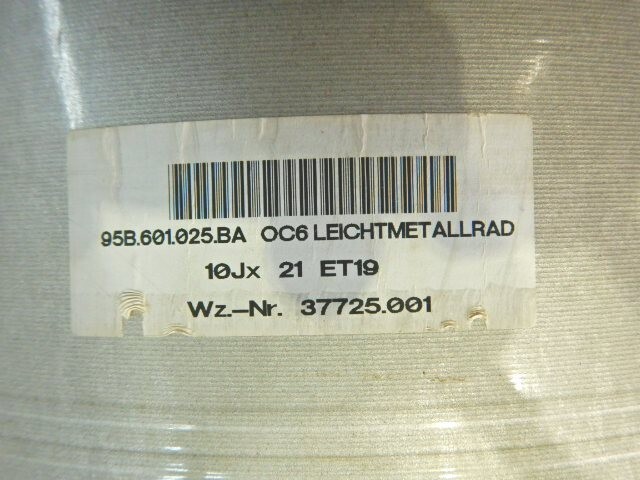 95B.601.025.BA OC6 LEICHTMETALLRAD
10Jx 21 ET19
Wz.-Nr. 37725.001